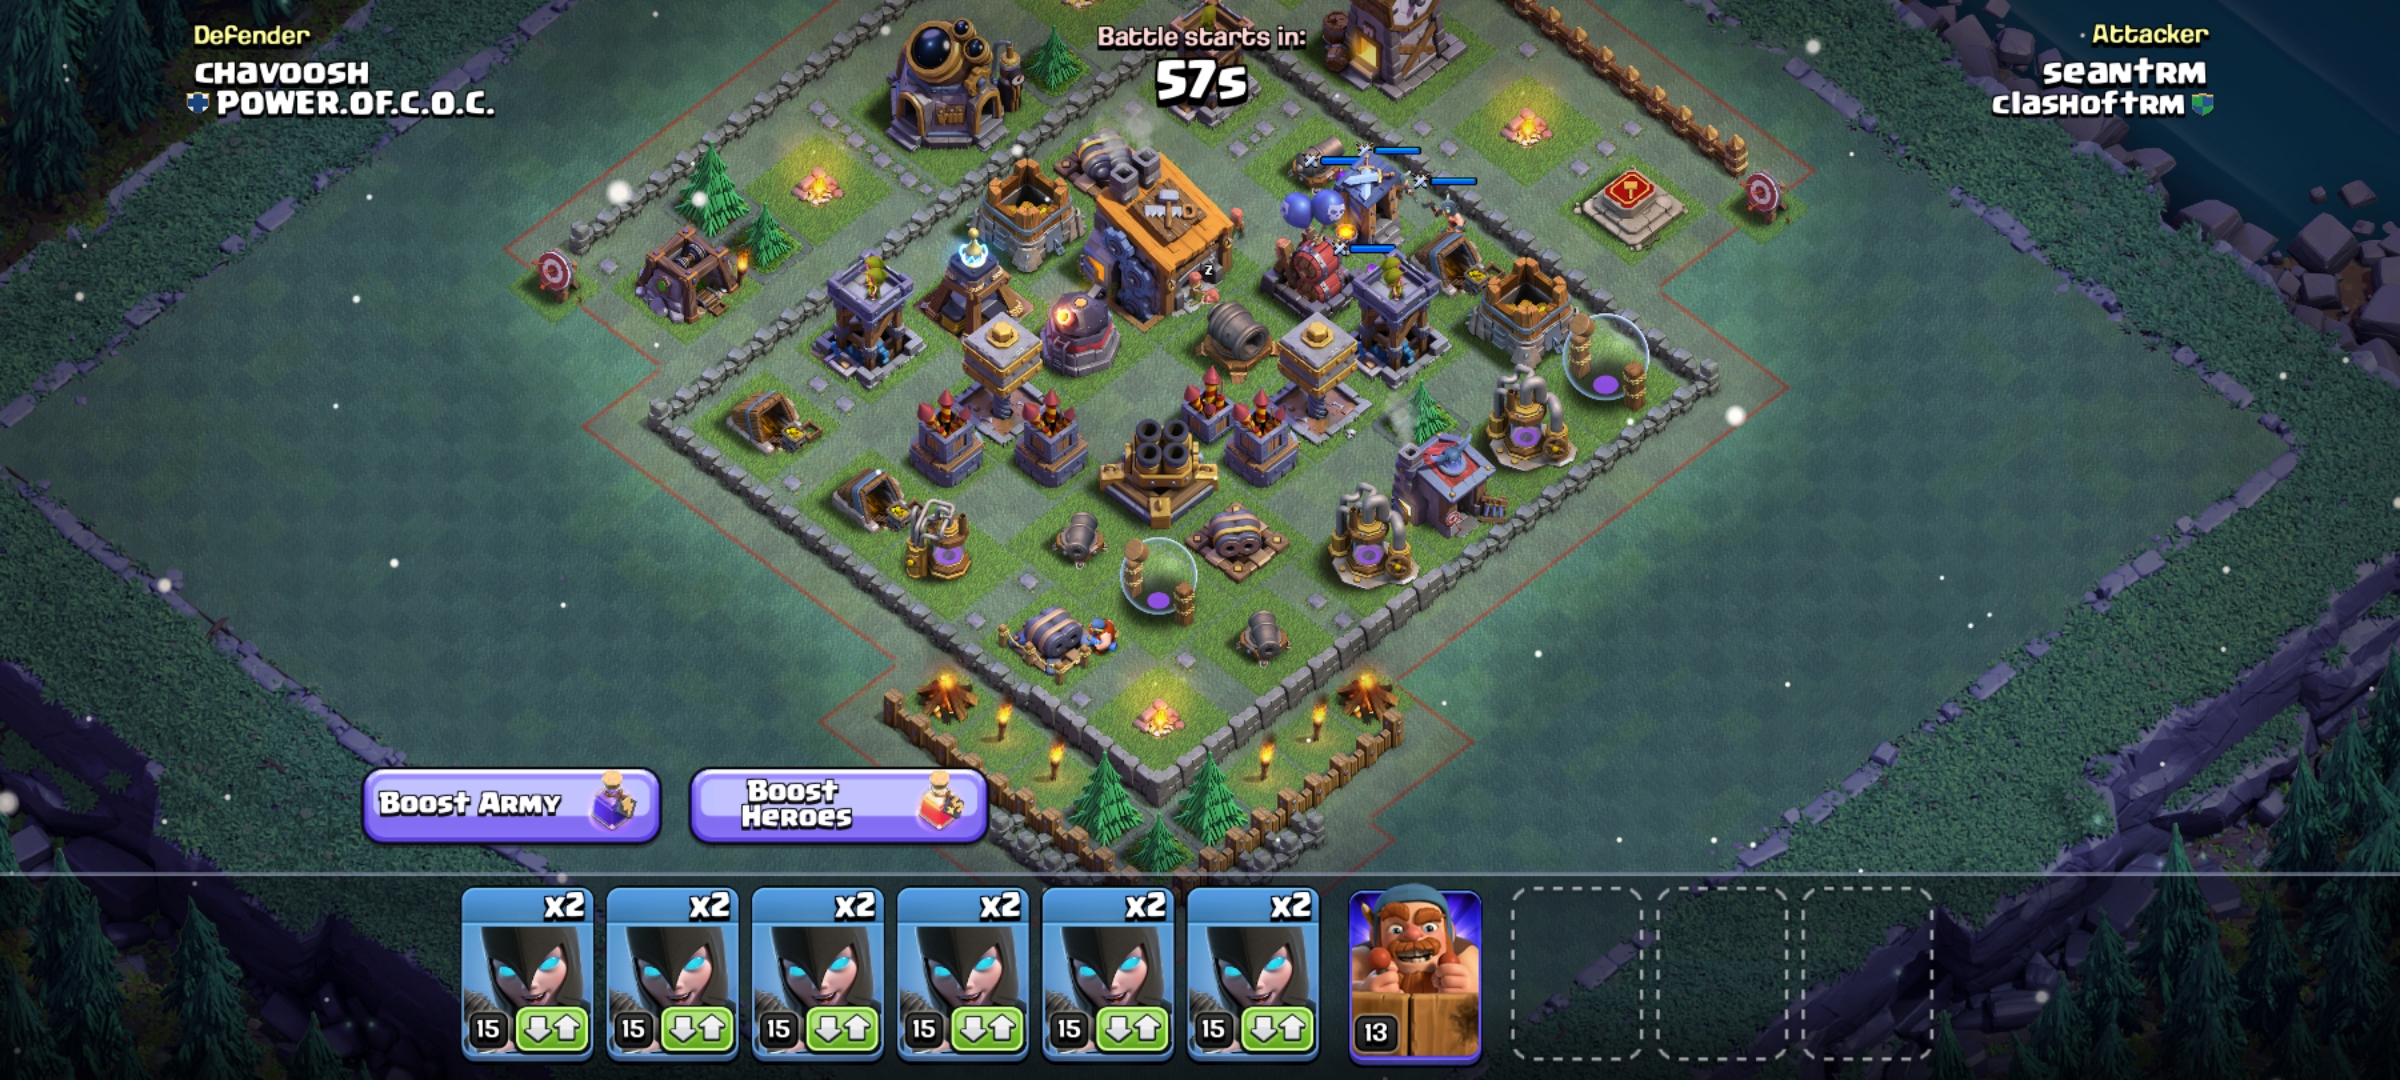 Defender
CHAVOOSH
POWER.OF.C.O.C.
Battle starts in:
57s
Attacker
seantRM
clashoftRM
VIII
z
Boost Army
Boost
Heroes
x2
x2
x2
x2
x2
x2
15
15
15
15
15
15
13